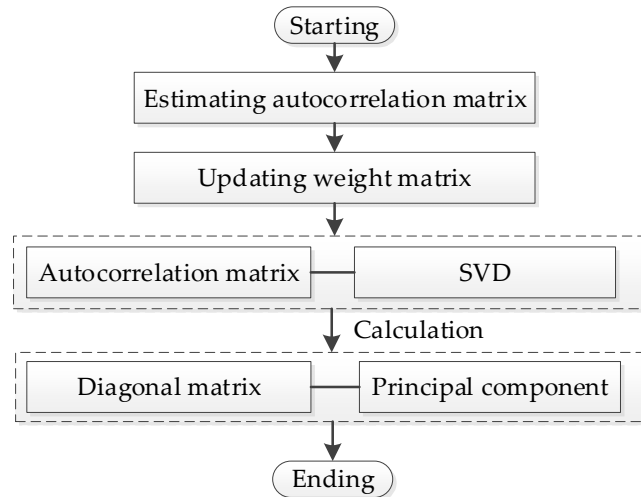 Starting
Estimating autocorrelation matrix
Updating weight matrix
Autocorrelation matrix
SVD
Calculation
Diagonal matrix
Principal component
Ending